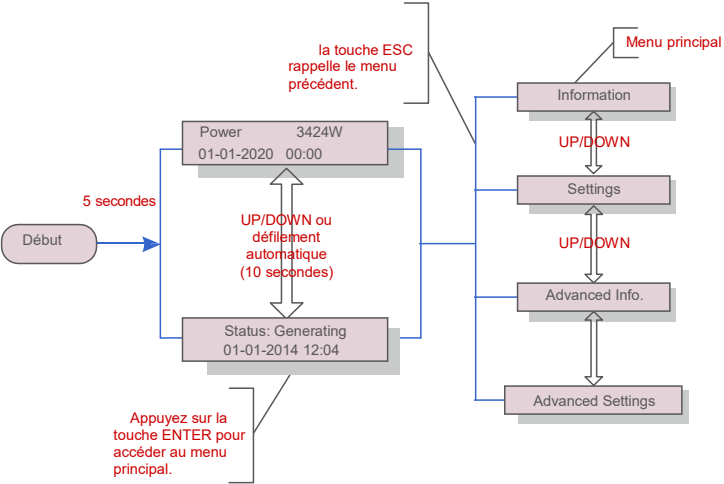 Début
5 secondes
Power 3424W
01-01-2020 00:00
UP/DOWN ou
défilement
automatique
(10 secondes)
Status: Generating
01-01-2014 12:04
Appuyez sur la
touche ENTER pour
accéder au menu
principal.
la touche ESC
rappelle le menu
précédent.
Menu principal
Information
UP/DOWN
Settings
UP/DOWN
Advanced Info.
Advanced Settings